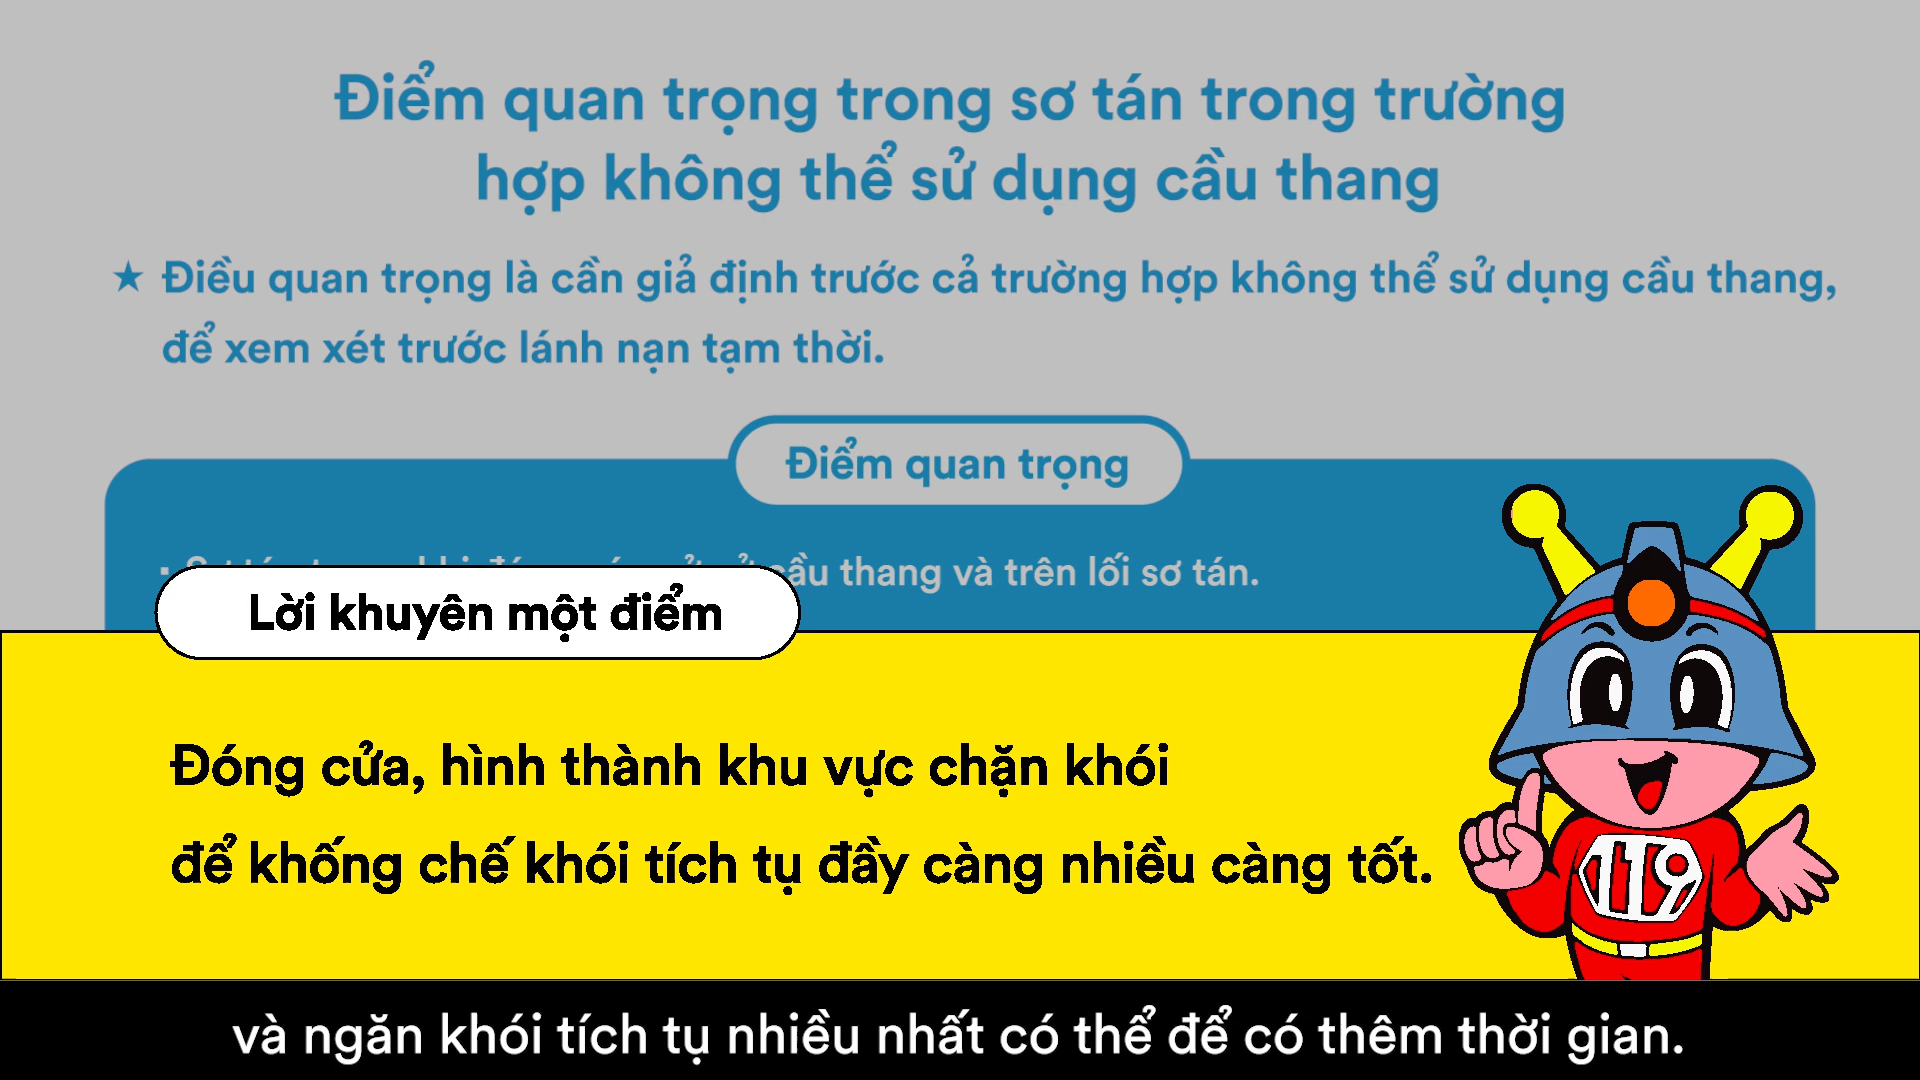 Điểm quan trọng trong sơ tán trong trường
hợp không thể sử dụng cầu thang
★ Điều quan trọng là cần giả định trước cả trường hợp không thể sử dụng cầu thang,
để xem xét trước lánh nạn tạm thời.
Điểm quan trọng
cầu thang và trên lối sơ tán.
Lời khuyên một điểm
Đóng cửa, hình thành khu vực chặn khói
để khống chế khói tích tụ đầy càng nhiều càng tốt.
119
và ngăn khói tích tụ nhiều nhất có thể để có thêm thời gian.